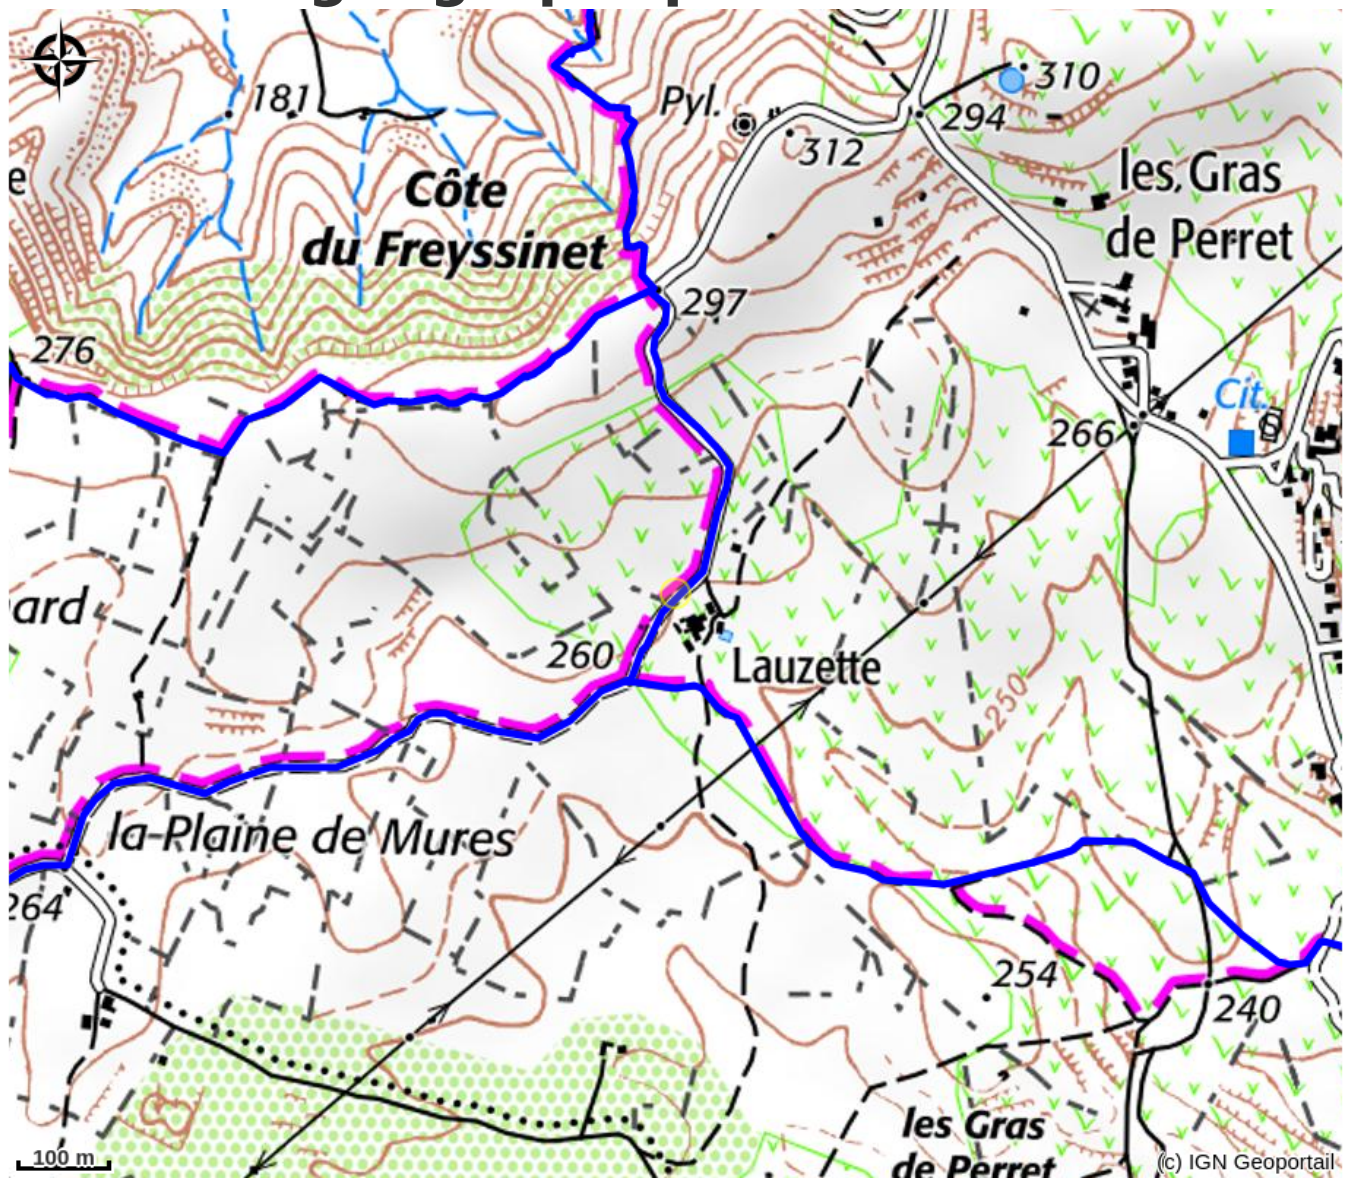 181
Pyl.
310
294
312
les Gras
de Perret
e
Côte
du Freyssinet
297
276
Cit.
266
ard
260
Lauzette
250
la Plaine de Mures
264
254
240
les Gras
de Perret
100 m
(c) IGN Geoportail